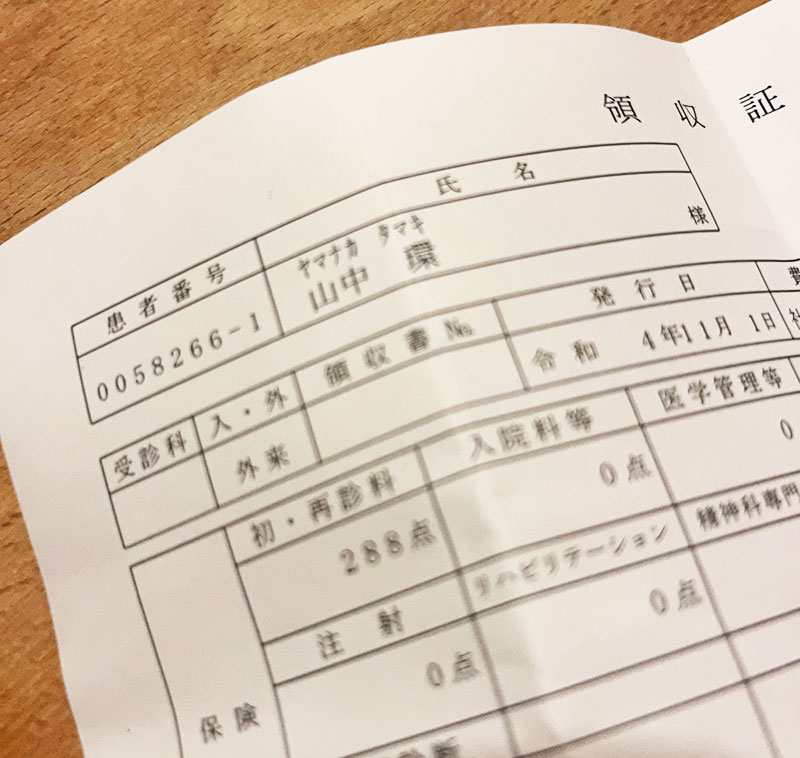 領収証
氏名
ヤマナカ タマキ
山中 環 様
患者番号
0058266-1
発行日
令和 4年11月 1日
領収書No.
受診科 入・外
外来
費
初・再診料 入院料等 医学管理等
288点 0点 0
注射 リハビリテーション 精神科専門
0点 0点
保険